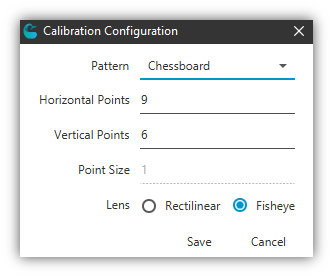 Calibration Configuration
Pattern Chessboard
Horizontal Points 9
Vertical Points 6
Point Size 1
Lens Rectilinear Fisheye
Save Cancel